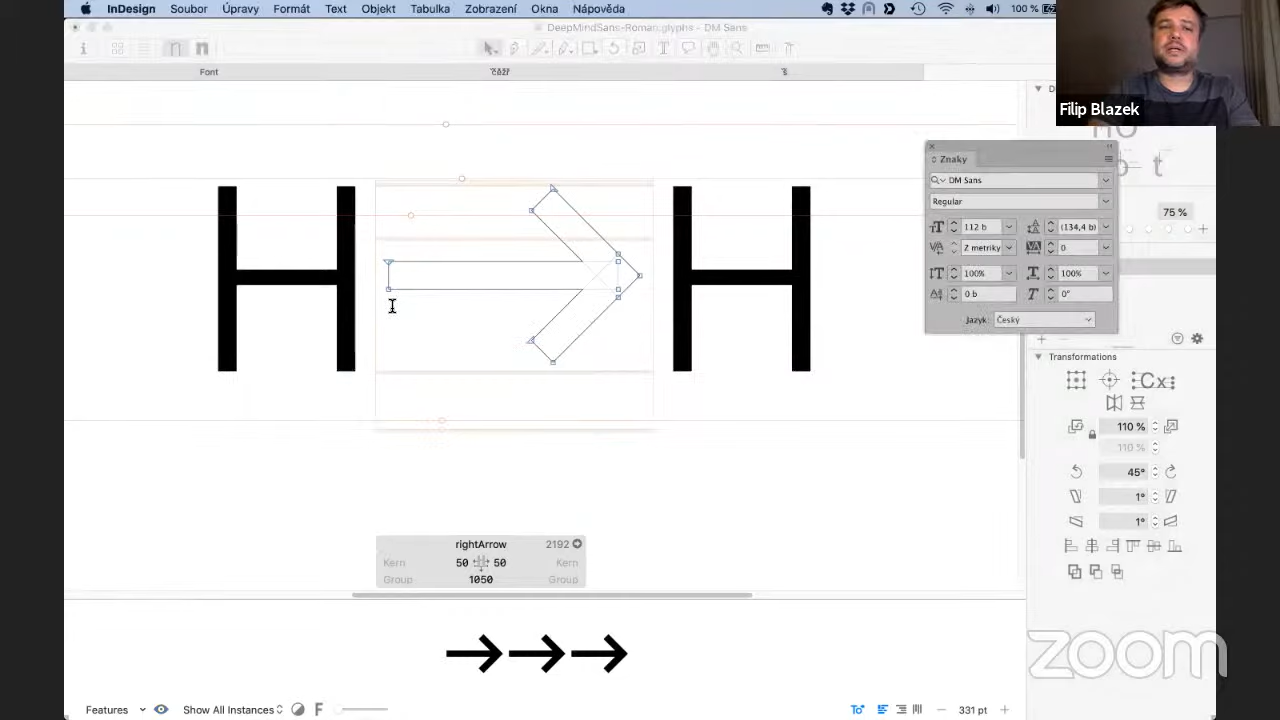 InDesign Soubor Úpravy Formát Text Objekt Tabulka Zobrazení Okna Nápověda 100 %
DeepMindSans-Roman.glyphs - DM Sans
Font
Filip Blazek
Znaky
DM Sans
Regular
75 %
112 b (134,4 b)
Z metriky 0
100% 100%
0 b 0°
Jazyk: Český
H → H
Transformations
Cx
110 %
110 %
45°
1°
1°
rightArrow 2192
Kern 50 50 Kern
Group 1050 Group
→→→
zoom
Features Show All Instances F 331 pt